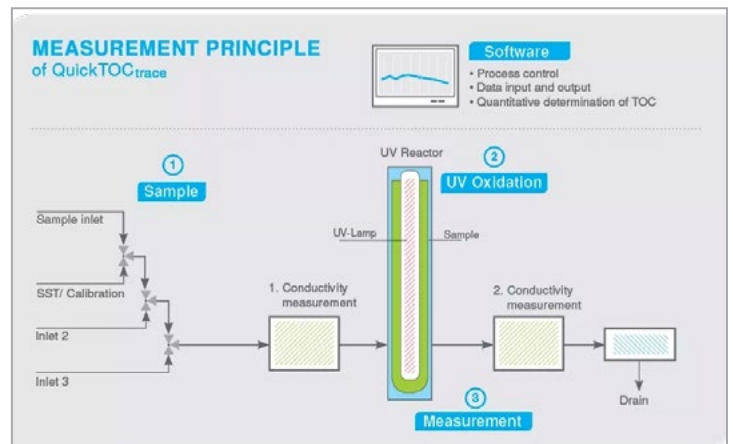 MEASUREMENT PRINCIPLE
of QuickTOCtrace
Software
• Process control
• Data input and output
• Quantitative determination of TOC
1
Sample
UV Reactor
2
UV Oxidation
Sample inlet
UV-Lamp
Sample
SST/ Calibration
1. Conductivity
measurement
2. Conductivity
measurement
Inlet 2
Inlet 3
Drain
3
Measurement